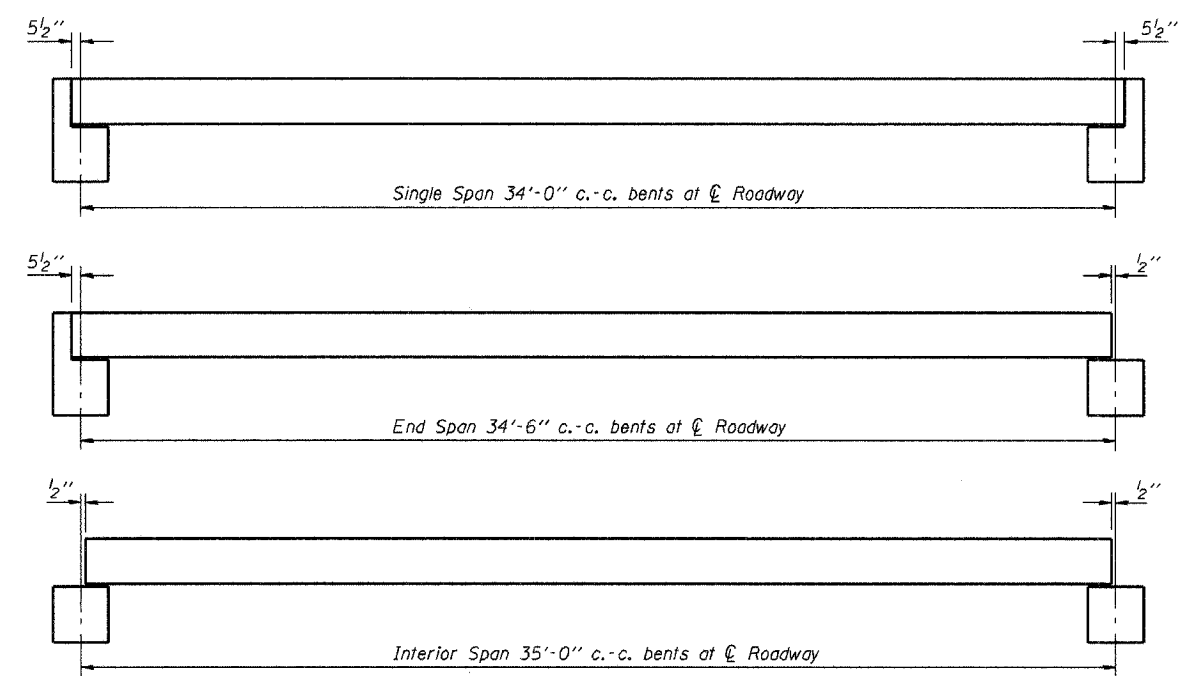 5½" 5½"
Single Span 34'-0" c.-c. bents at ℄ Roadway
5½" ½"
End Span 34'-6" c.-c. bents at ℄ Roadway
½" ½"
Interior Span 35'-0" c.-c. bents at ℄ Roadway